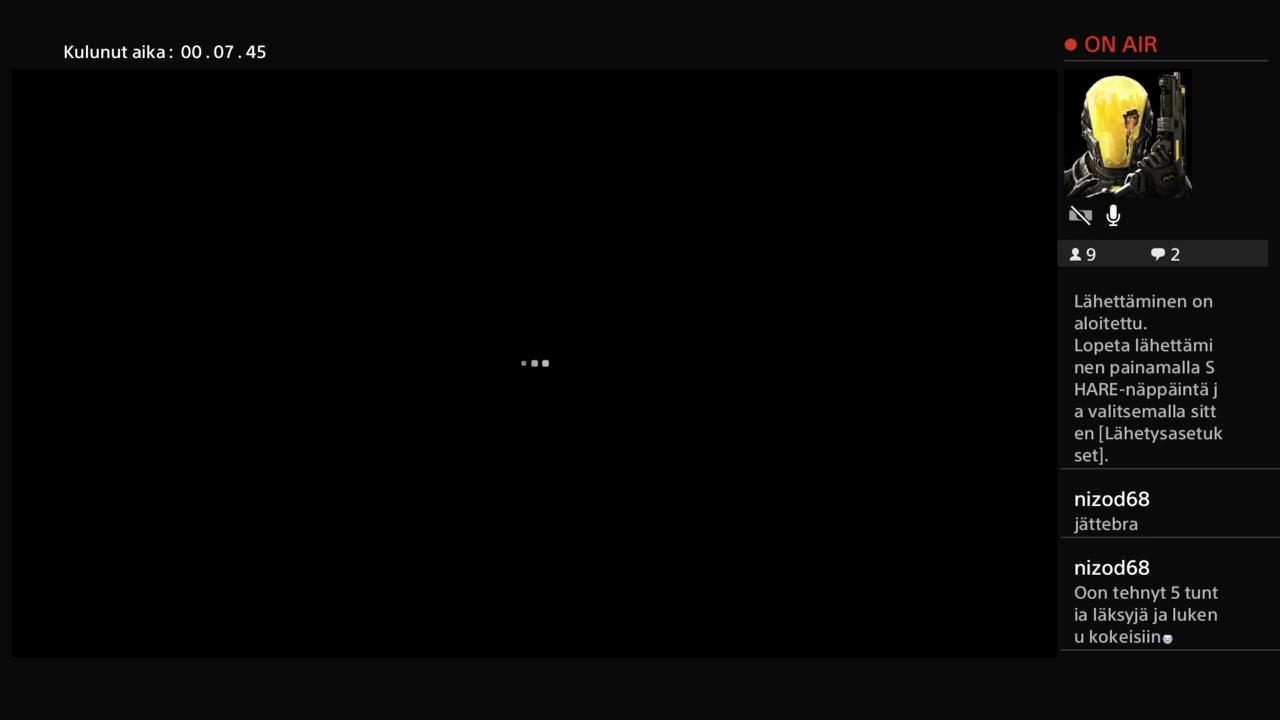 Kulunut aika: 00.07.45
ON AIR
9 2
Lähettäminen on
aloitettu.
Lopeta lähettämi
nen painamalla S
HARE-näppäintä j
a valitsemalla sitt
en [Lähetysasetuk
set].
nizod68
jättebra
nizod68
Oon tehnyt 5 tunt
ia läksyjä ja luken
u kokeisiin